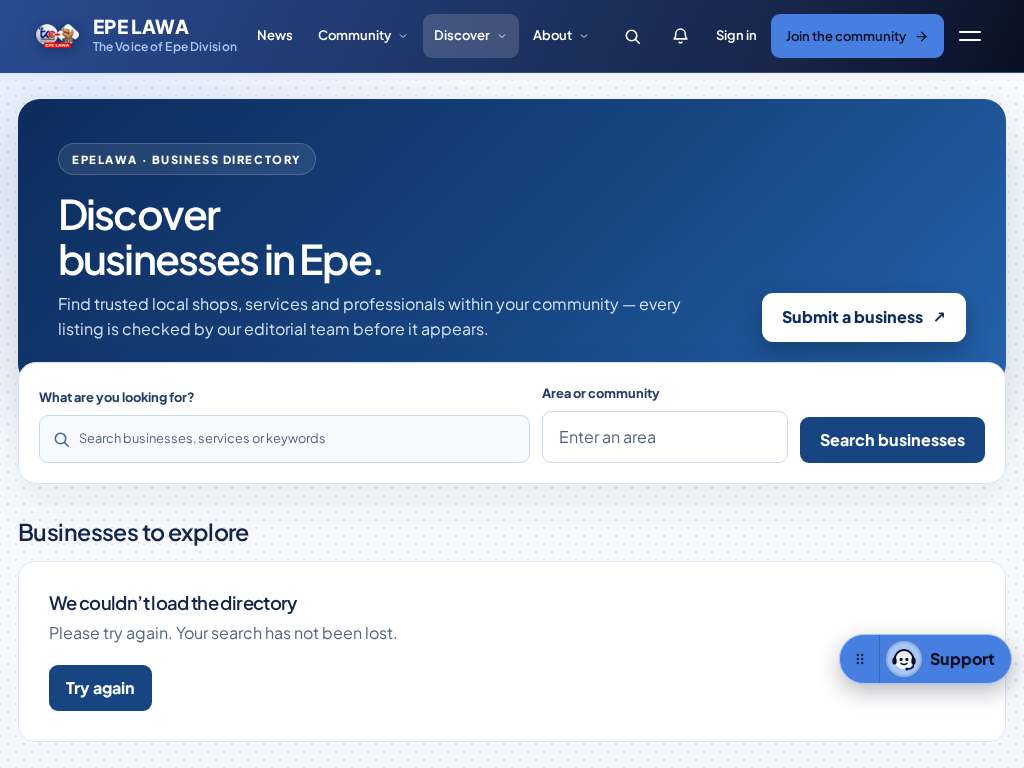 EPE LAWA
The Voice of Epe Division
News
Community
Discover
About
Sign in
Join the community
EPELAWA · BUSINESS DIRECTORY
Discover
businesses in Epe.
Find trusted local shops, services and professionals within your community — every
listing is checked by our editorial team before it appears.
Submit a business ↗
What are you looking for?
Search businesses, services or keywords
Area or community
Enter an area
Search businesses
Businesses to explore
We couldn’t load the directory
Please try again. Your search has not been lost.
Try again
Support